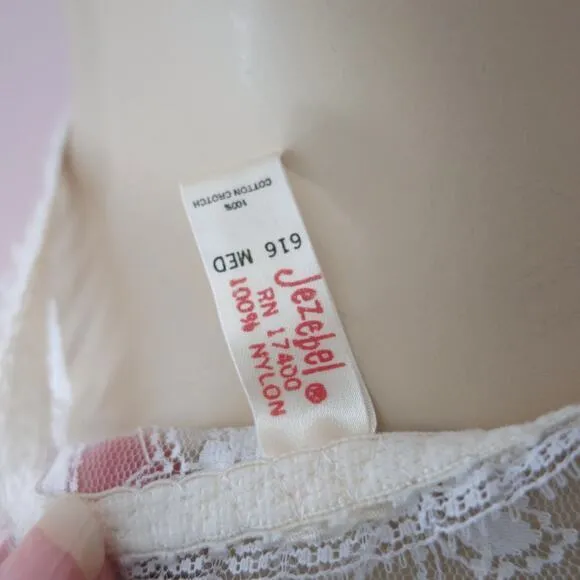 Jezebel ®
RN 17400
100% NYLON
616 MED
100%
COTTON CROTCH